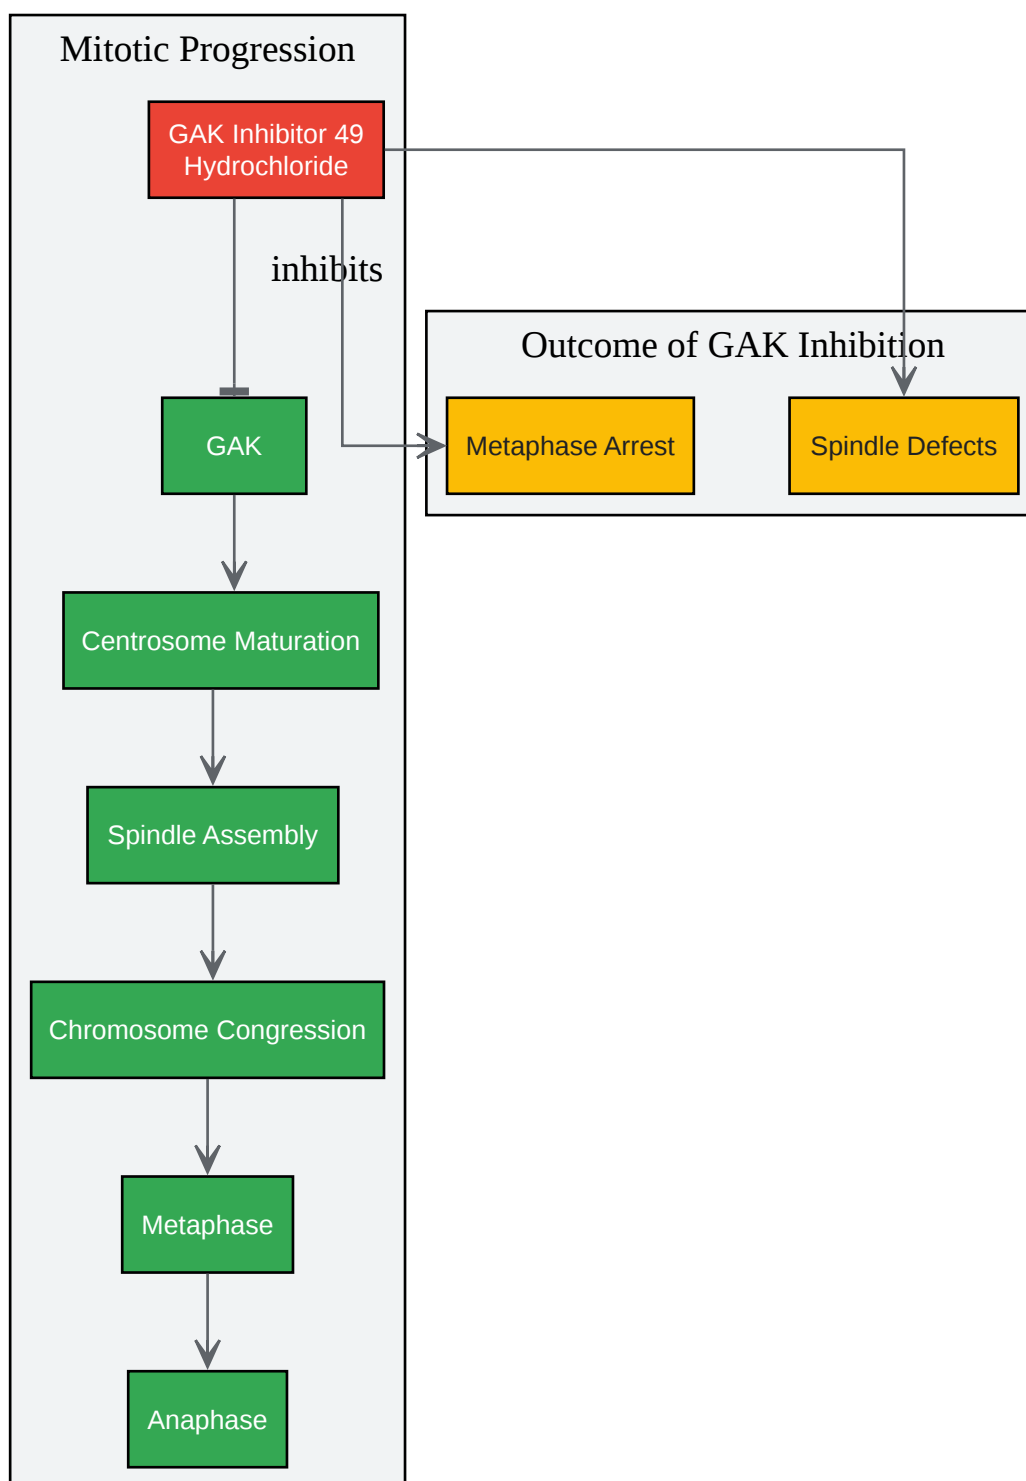 Mitotic Progression
GAK Inhibitor 49
Hydrochloride
inhibits
Outcome of GAK Inhibition
GAK
Metaphase Arrest
Spindle Defects
Centrosome Maturation
Spindle Assembly
Chromosome Congression
Metaphase
Anaphase